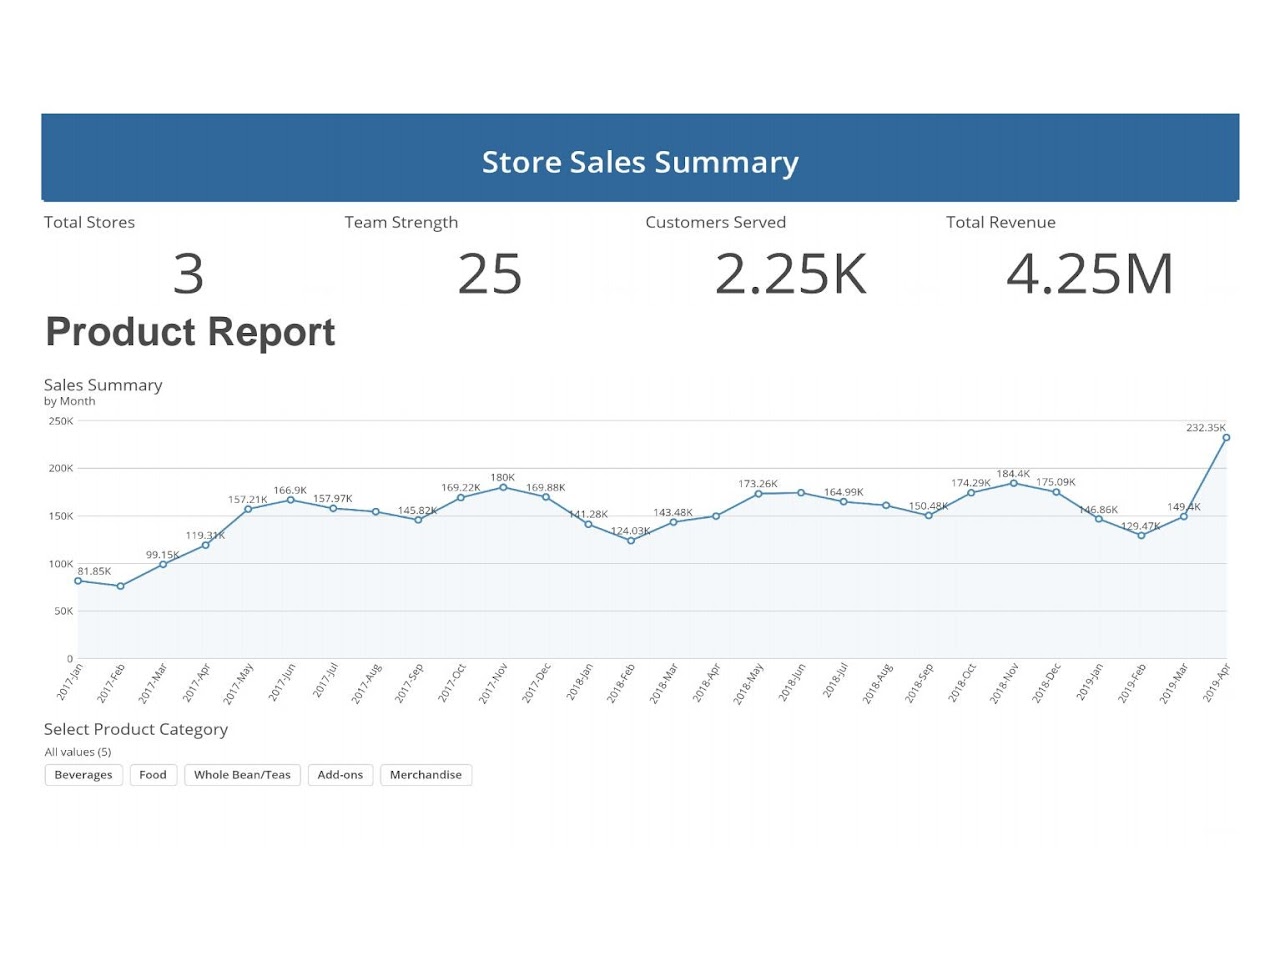 Store Sales Summary
Total Stores Team Strength Customers Served Total Revenue
3 25 2.25K 4.25M
Product Report
Sales Summary
by Month
250K
232.35K
200K
184.4K
180K
175.09K
174.29K
173.26K
169.22K 169.88K
166.9K
164.99K
157.21K 157.97K
150K
150.48K
149.4K
146.86K
145.82K
143.48K
141.28K
129.47K
124.03K
119.31K
100K
99.15K
81.85K
50K
0
2017-Jan 2017-Feb 2017-Mar 2017-Apr 2017-May 2017-Jun 2017-Jul 2017-Aug 2017-Sep 2017-Oct 2017-Nov 2017-Dec 2018-Jan 2018-Feb 2018-Mar 2018-Apr 2018-May 2018-Jun 2018-Jul 2018-Aug 2018-Sep 2018-Oct 2018-Nov 2018-Dec 2019-Jan 2019-Feb 2019-Mar 2019-Apr
Select Product Category
All values (5)
Beverages Food Whole Bean/Teas Add-ons Merchandise